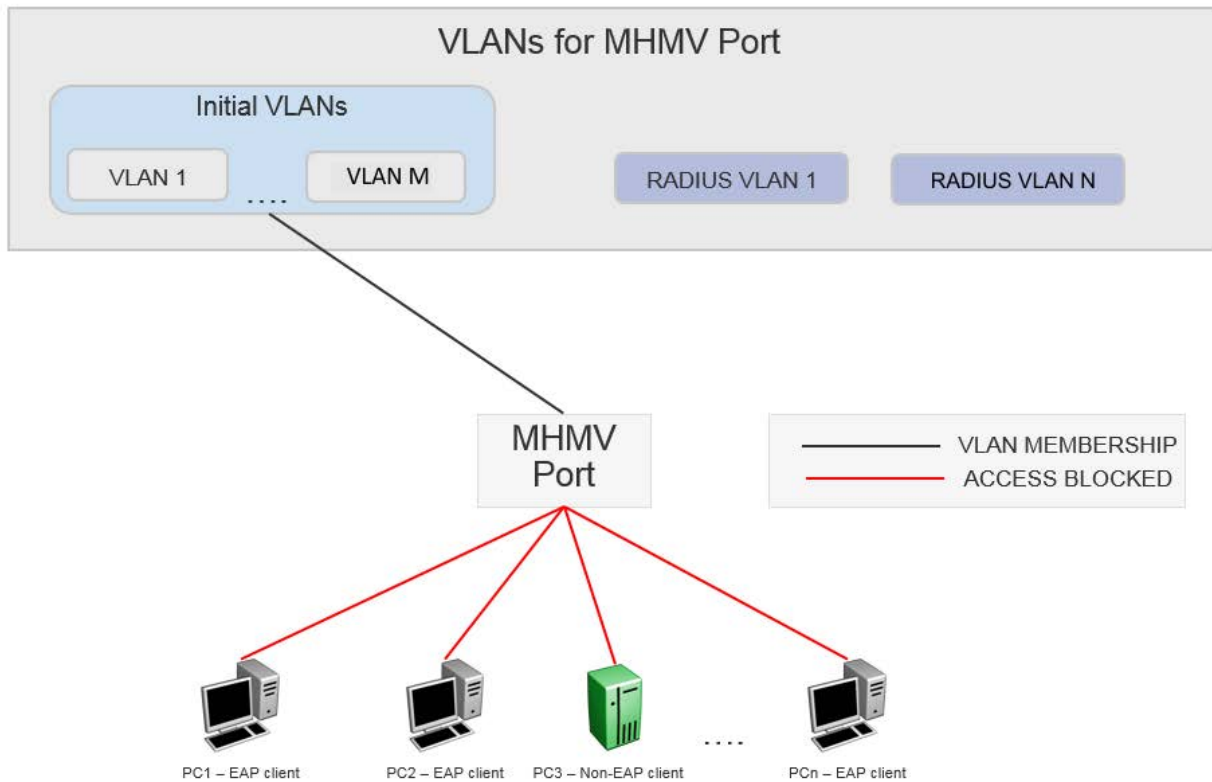 VLANs for MHMV Port
Initial VLANs
VLAN 1
....
VLAN M
RADIUS VLAN 1
RADIUS VLAN N
MHMV
Port
VLAN MEMBERSHIP
ACCESS BLOCKED
....
PC1 – EAP client
PC2 – EAP client
PC3 – Non-EAP client
PCn – EAP client